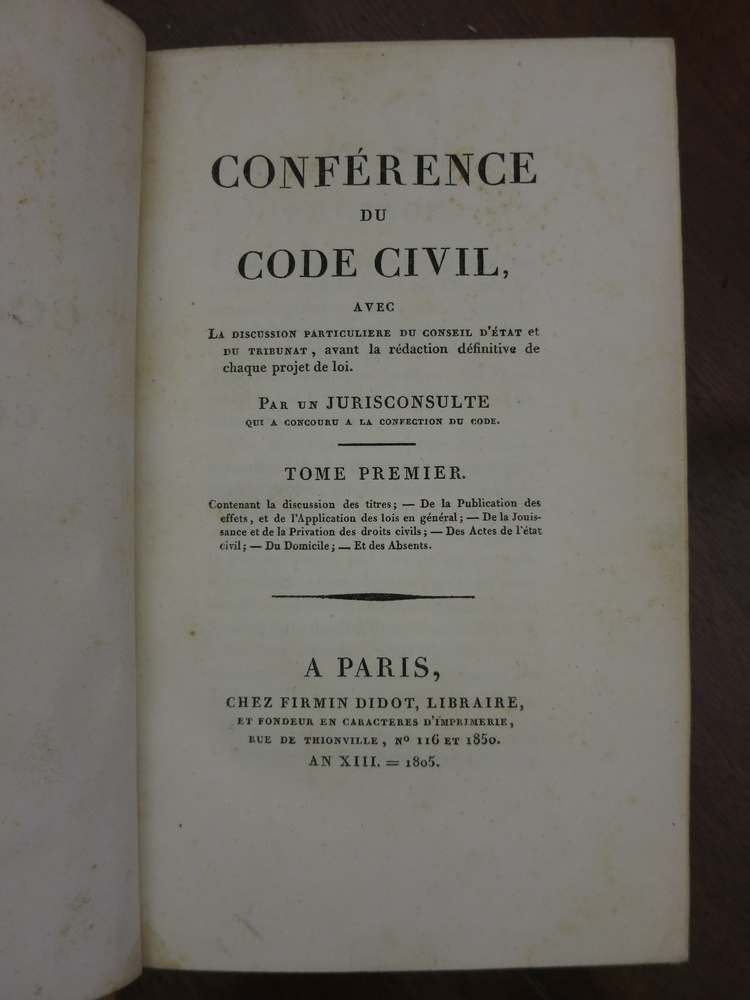 CONFÉRENCE
DU
CODE CIVIL,
AVEC
LA DISCUSSION PARTICULIERE DU CONSEIL D'ÉTAT et
DU TRIBUNAT, avant la rédaction définitive de
chaque projet de loi.
PAR UN JURISCONSULTE
QUI A CONCOURU A LA CONFECTION DU CODE.
TOME PREMIER.
Contenant la discussion des titres; — De la Publication des
effets, et de l'Application des lois en général; — De la Jouis-
sance et de la Privation des droits civils; — Des Actes de l'état
civil; — Du Domicile; — Et des Absents.
A PARIS,
CHEZ FIRMIN DIDOT, LIBRAIRE,
ET FONDEUR EN CARACTERES D'IMPRIMERIE,
RUE DE THIONVILLE, Nº 116 ET 1850.
AN XIII. = 1805.